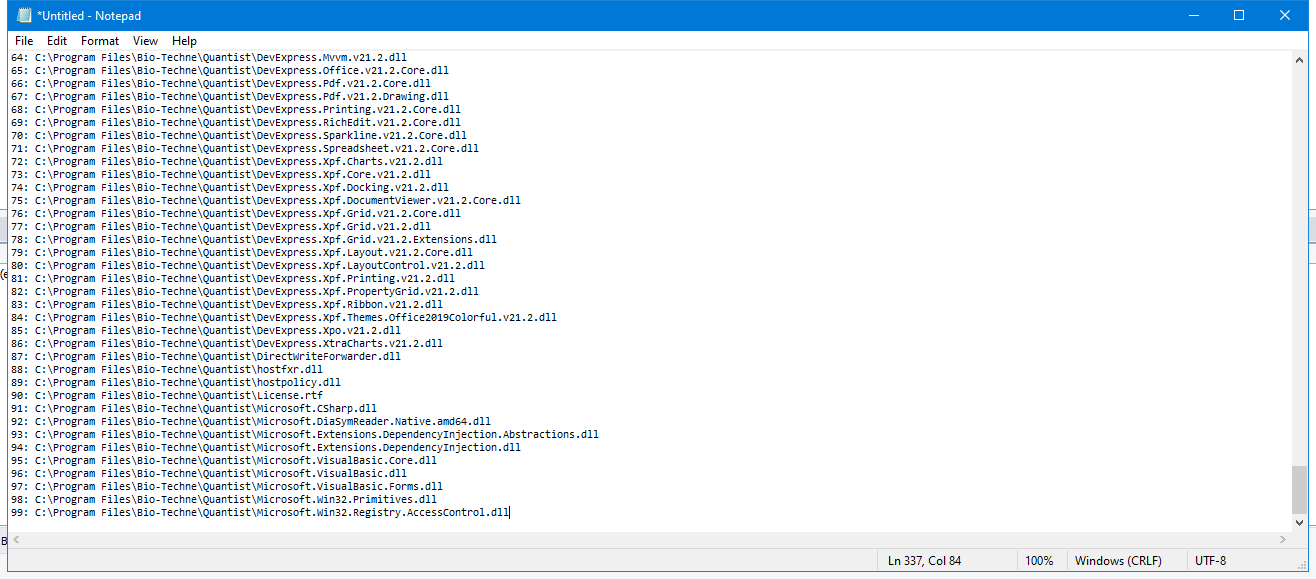 *Untitled - Notepad
File Edit Format View Help
64: C:\Program Files\Bio-Techne\Quantist\DevExpress.Mvvm.v21.2.dll
65: C:\Program Files\Bio-Techne\Quantist\DevExpress.Office.v21.2.Core.dll
66: C:\Program Files\Bio-Techne\Quantist\DevExpress.Pdf.v21.2.Core.dll
67: C:\Program Files\Bio-Techne\Quantist\DevExpress.Pdf.v21.2.Drawing.dll
68: C:\Program Files\Bio-Techne\Quantist\DevExpress.Printing.v21.2.Core.dll
69: C:\Program Files\Bio-Techne\Quantist\DevExpress.RichEdit.v21.2.Core.dll
70: C:\Program Files\Bio-Techne\Quantist\DevExpress.Sparkline.v21.2.Core.dll
71: C:\Program Files\Bio-Techne\Quantist\DevExpress.Spreadsheet.v21.2.Core.dll
72: C:\Program Files\Bio-Techne\Quantist\DevExpress.Xpf.Charts.v21.2.dll
73: C:\Program Files\Bio-Techne\Quantist\DevExpress.Xpf.Core.v21.2.dll
74: C:\Program Files\Bio-Techne\Quantist\DevExpress.Xpf.Docking.v21.2.dll
75: C:\Program Files\Bio-Techne\Quantist\DevExpress.Xpf.DocumentViewer.v21.2.Core.dll
76: C:\Program Files\Bio-Techne\Quantist\DevExpress.Xpf.Grid.v21.2.Core.dll
77: C:\Program Files\Bio-Techne\Quantist\DevExpress.Xpf.Grid.v21.2.dll
78: C:\Program Files\Bio-Techne\Quantist\DevExpress.Xpf.Grid.v21.2.Extensions.dll
79: C:\Program Files\Bio-Techne\Quantist\DevExpress.Xpf.Layout.v21.2.Core.dll
80: C:\Program Files\Bio-Techne\Quantist\DevExpress.Xpf.LayoutControl.v21.2.dll
81: C:\Program Files\Bio-Techne\Quantist\DevExpress.Xpf.Printing.v21.2.dll
82: C:\Program Files\Bio-Techne\Quantist\DevExpress.Xpf.PropertyGrid.v21.2.dll
83: C:\Program Files\Bio-Techne\Quantist\DevExpress.Xpf.Ribbon.v21.2.dll
84: C:\Program Files\Bio-Techne\Quantist\DevExpress.Xpf.Themes.Office2019Colorful.v21.2.dll
85: C:\Program Files\Bio-Techne\Quantist\DevExpress.Xpo.v21.2.dll
86: C:\Program Files\Bio-Techne\Quantist\DevExpress.XtraCharts.v21.2.dll
87: C:\Program Files\Bio-Techne\Quantist\DirectWriteForwarder.dll
88: C:\Program Files\Bio-Techne\Quantist\hostfxr.dll
89: C:\Program Files\Bio-Techne\Quantist\hostpolicy.dll
90: C:\Program Files\Bio-Techne\Quantist\License.rtf
91: C:\Program Files\Bio-Techne\Quantist\Microsoft.CSharp.dll
92: C:\Program Files\Bio-Techne\Quantist\Microsoft.DiaSymReader.Native.amd64.dll
93: C:\Program Files\Bio-Techne\Quantist\Microsoft.Extensions.DependencyInjection.Abstractions.dll
94: C:\Program Files\Bio-Techne\Quantist\Microsoft.Extensions.DependencyInjection.dll
95: C:\Program Files\Bio-Techne\Quantist\Microsoft.VisualBasic.Core.dll
96: C:\Program Files\Bio-Techne\Quantist\Microsoft.VisualBasic.dll
97: C:\Program Files\Bio-Techne\Quantist\Microsoft.VisualBasic.Forms.dll
98: C:\Program Files\Bio-Techne\Quantist\Microsoft.Win32.Primitives.dll
99: C:\Program Files\Bio-Techne\Quantist\Microsoft.Win32.Registry.AccessControl.dll
Ln 337, Col 84 100% Windows (CRLF) UTF-8